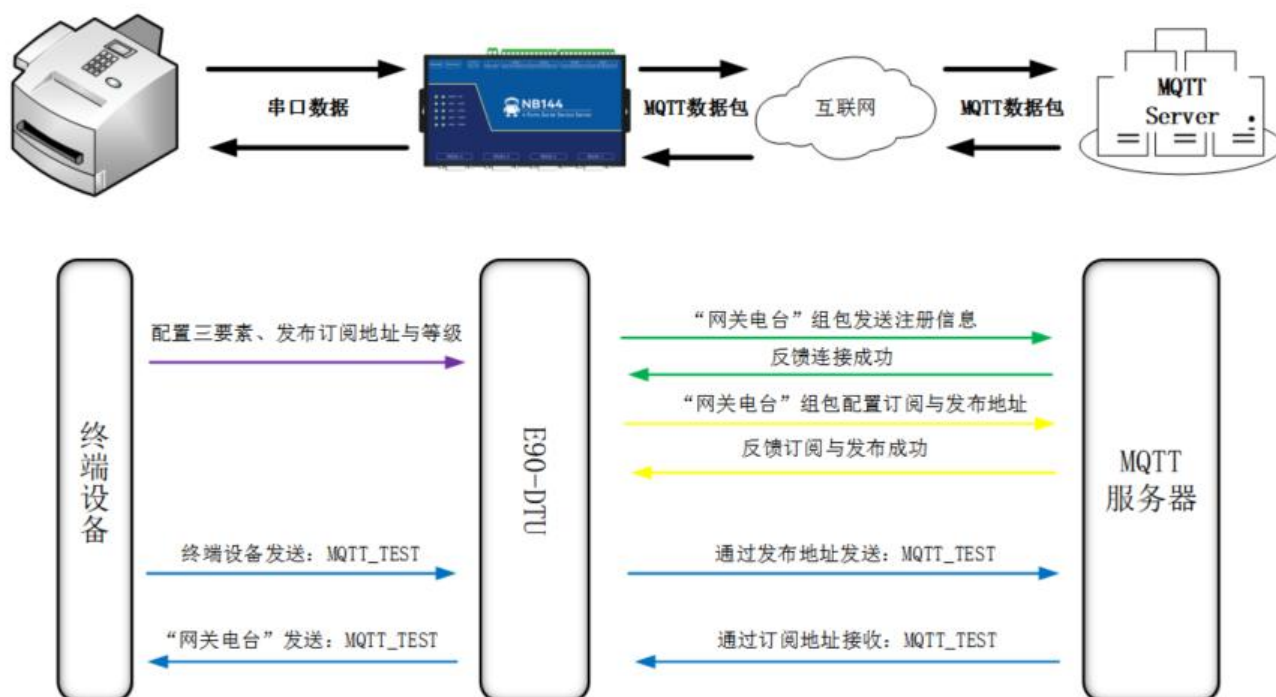 串口数据
NB144
MQTT数据包
互联网
MQTT数据包
MQTT
Server
配置三要素、发布订阅地址与等级
“网关电台”组包发送注册信息
反馈连接成功
“网关电台”组包配置订阅与发布地址
反馈订阅与发布成功
终端设备
E90-DTU
MQTT
服务器
终端设备发送：MQTT_TEST
通过发布地址发送：MQTT_TEST
“网关电台”发送：MQTT_TEST
通过订阅地址接收：MQTT_TEST